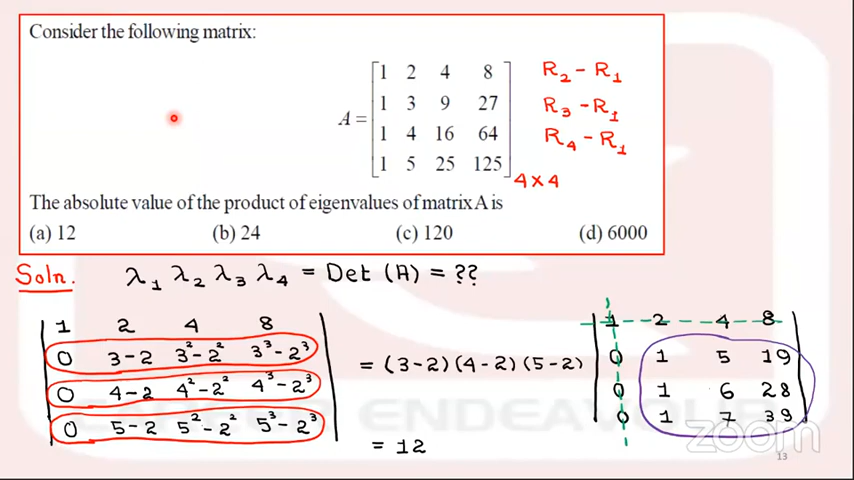 Consider the following matrix:
A = [1 2 4 8] R₂ - R₁
[1 3 9 27] R₃ - R₁
[1 4 16 64] R₄ - R₁
[1 5 25 125] 4×4
The absolute value of the product of eigenvalues of matrix A is
(a) 12 (b) 24 (c) 120 (d) 6000
Soln. λ₁ λ₂ λ₃ λ₄ = Det (A) = ??
| 1 2 4 8 |
| 0 3-2 3²-2² 3³-2³ |
| 0 4-2 4²-2² 4³-2³ |
| 0 5-2 5²-2² 5³-2³ |
= (3-2) (4-2) (5-2)
| 1 2 4 8 |
| 0 1 5 19 |
| 0 1 6 28 |
| 0 1 7 39 |
= 12
zoom
13